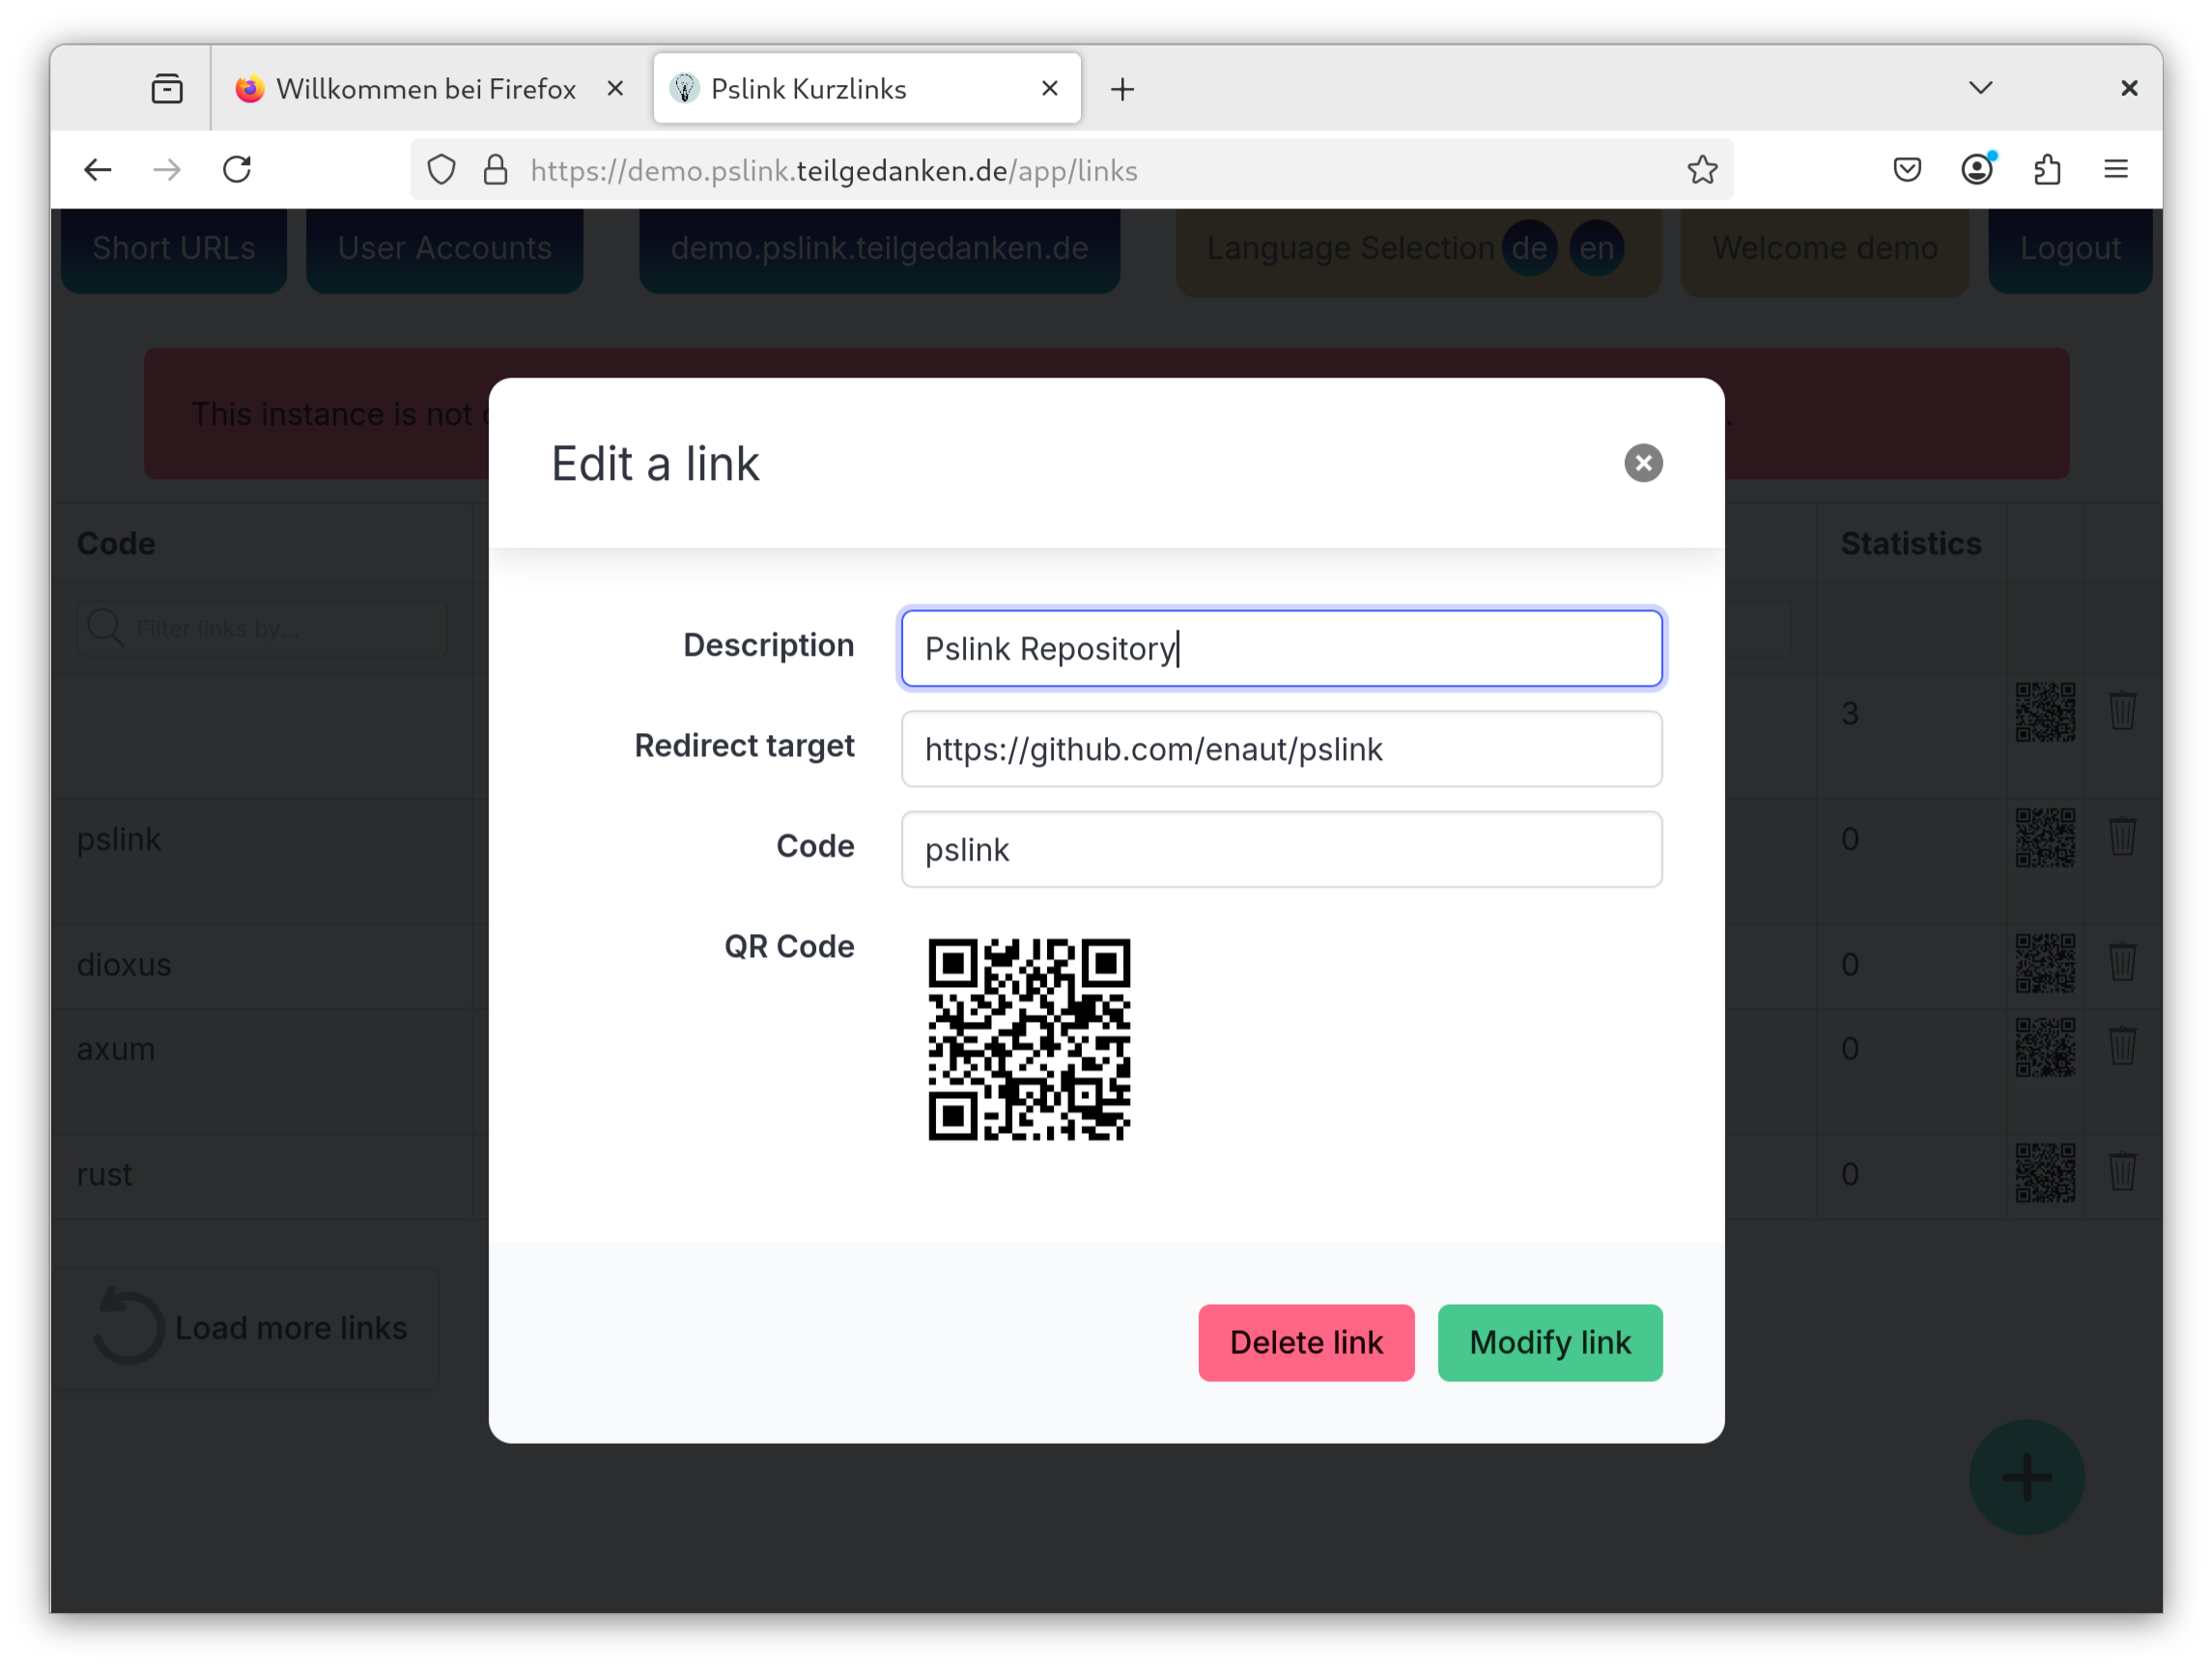 Willkommen bei Firefox
Pslink Kurzlinks
https://demo.pslink.teilgedanken.de/app/links
Short URLs
User Accounts
demo.pslink.teilgedanken.de
Language Selection de en
Welcome demo
Logout
This instance is not
Edit a link
Code
Statistics
Filter links by...
Description
Pslink Repository
3
Redirect target
https://github.com/enaut/pslink
pslink
Code
pslink
0
QR Code
dioxus
0
axum
0
rust
0
Load more links
Delete link
Modify link